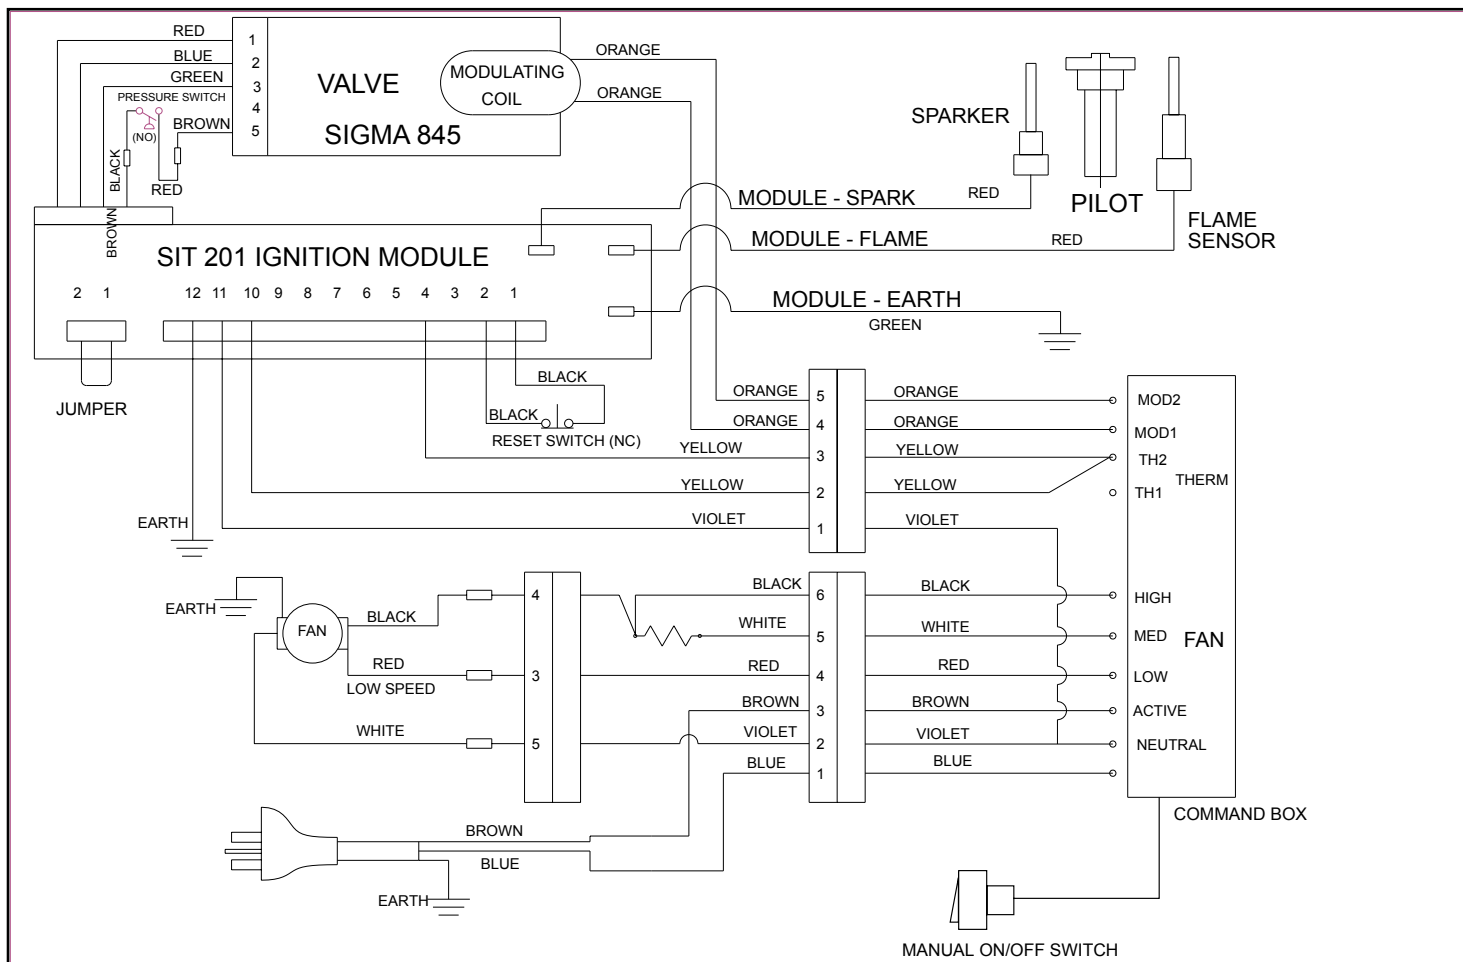 RED
1
ORANGE
BLUE
2
MODULATING
COIL
VALVE
GREEN
3
PRESSURE SWITCH
4
ORANGE
SPARKER
(NO)
BROWN
5
SIGMA 845
BLACK
RED
MODULE - SPARK
RED
PILOT
FLAME
SENSOR
BROWN
MODULE - FLAME
RED
SIT 201 IGNITION MODULE
2 1
12 11 10 9 8 7 6 5 4 3 2 1
MODULE - EARTH
GREEN
JUMPER
BLACK
BLACK
RESET SWITCH (NC)
ORANGE
5
ORANGE
MOD2
ORANGE
4
ORANGE
MOD1
YELLOW
3
YELLOW
TH2
THERM
YELLOW
2
YELLOW
TH1
EARTH
VIOLET
1
VIOLET
EARTH
FAN
BLACK
4
BLACK
6
BLACK
HIGH
WHITE
5
WHITE
MED
FAN
RED
LOW SPEED
3
RED
4
RED
LOW
BROWN
3
BROWN
ACTIVE
WHITE
5
VIOLET
2
VIOLET
NEUTRAL
BLUE
1
BLUE
COMMAND BOX
BROWN
BLUE
EARTH
MANUAL ON/OFF SWITCH